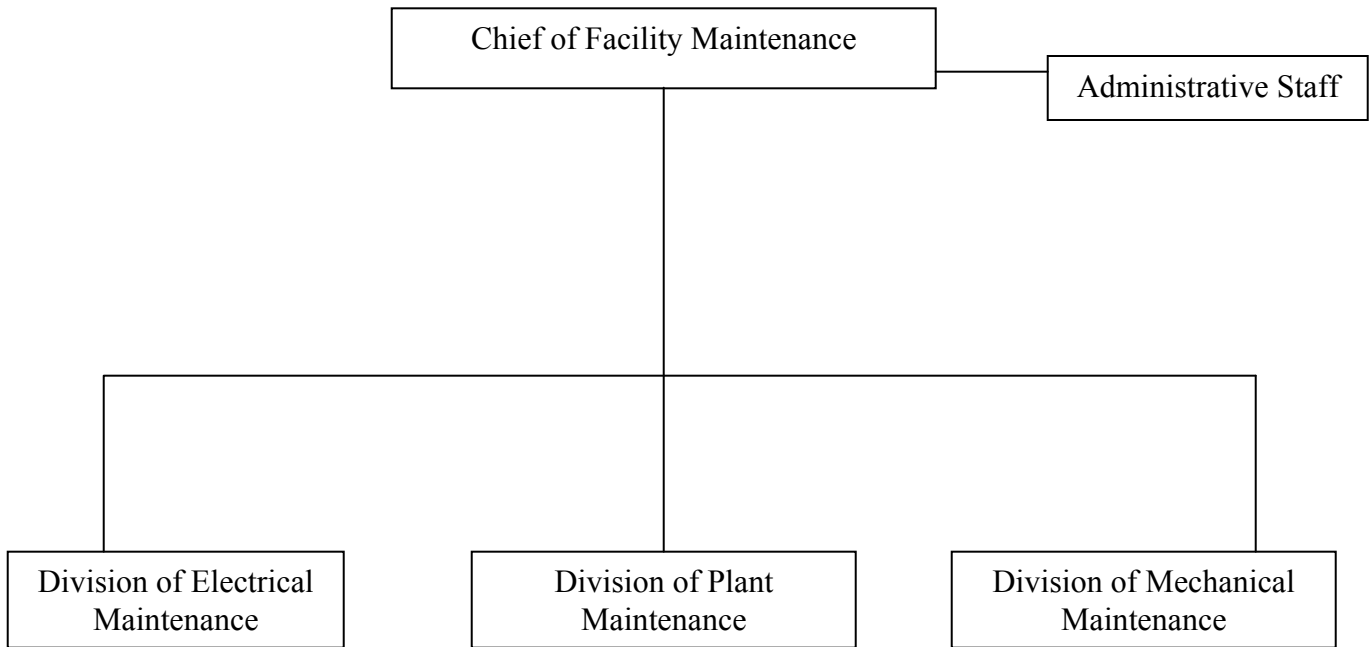 Chief of Facility Maintenance
Administrative Staff
Division of Electrical
Maintenance
Division of Plant
Maintenance
Division of Mechanical
Maintenance